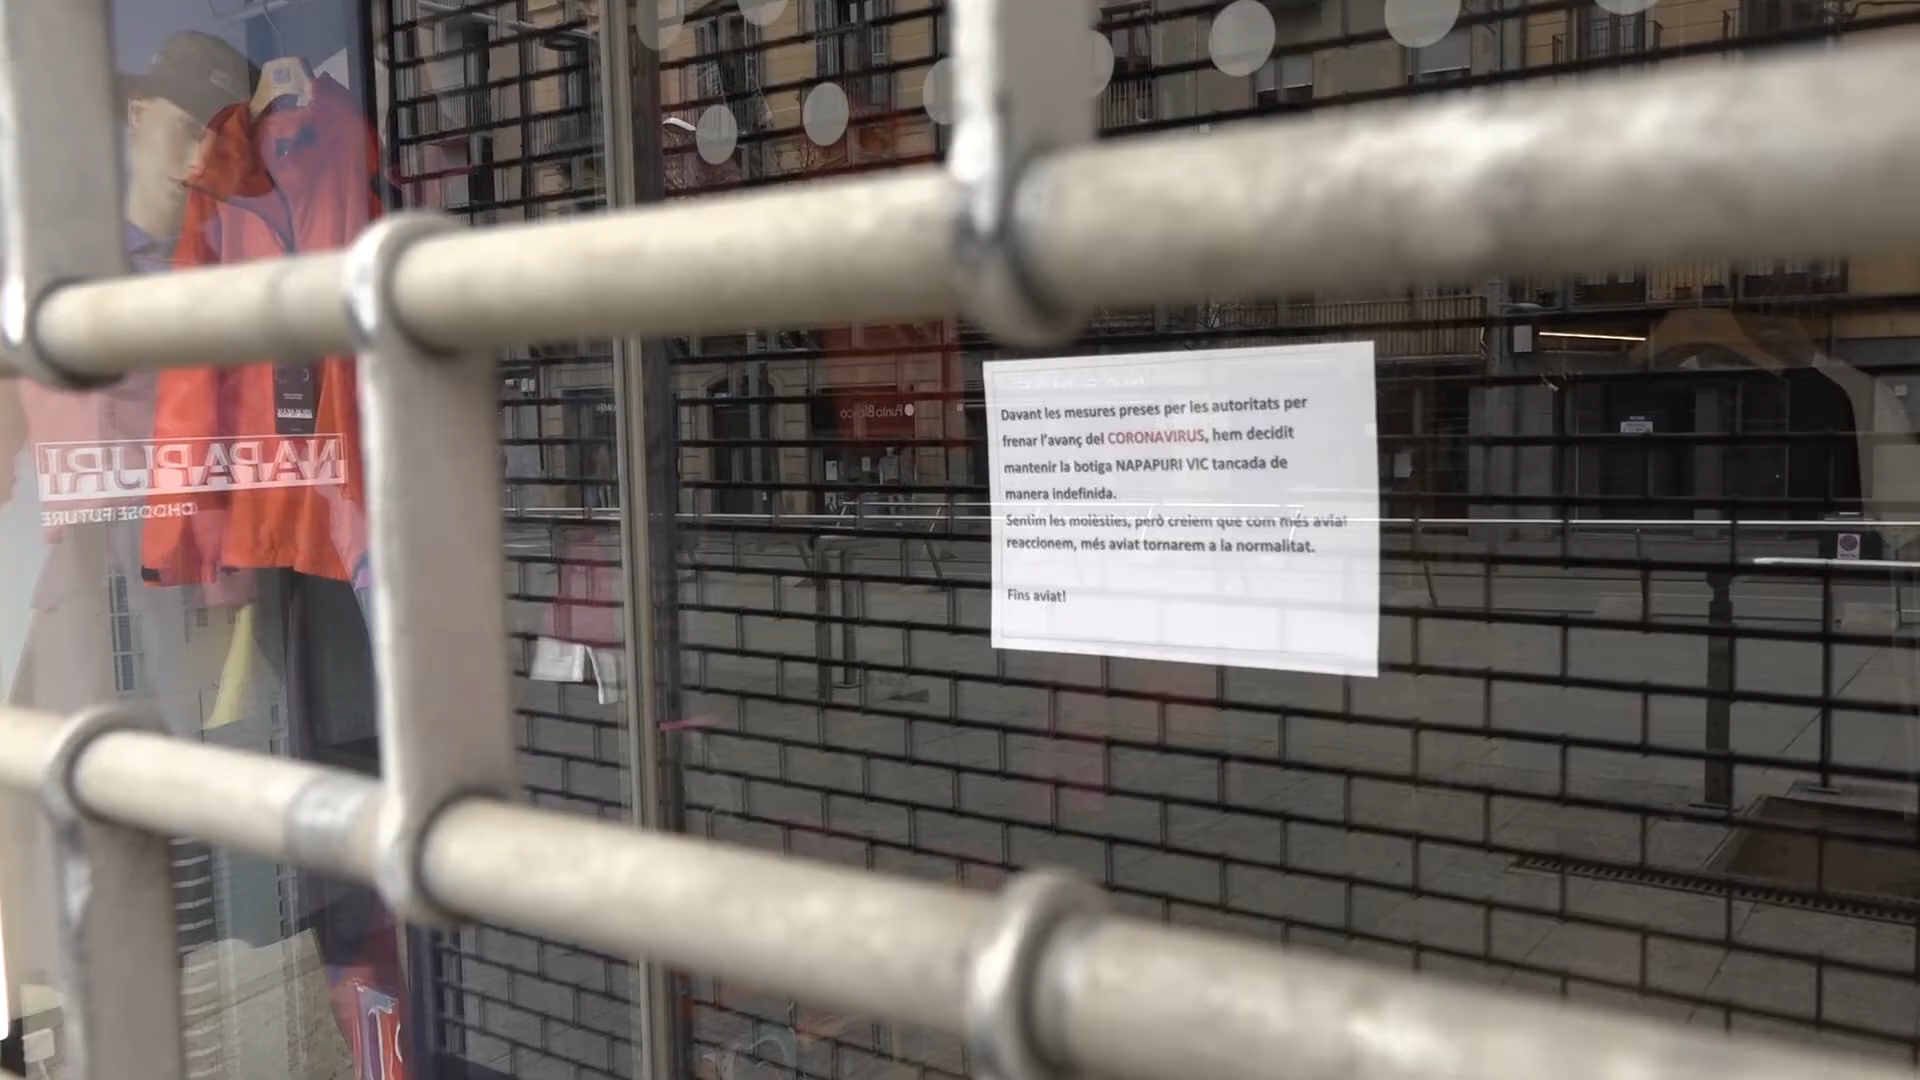 NAPAPIJRI
CHOOSE FUTURE
Punto Blanco
Davant les mesures preses per les autoritats per
frenar l'avanç del CORONAVIRUS, hem decidit
mantenir la botiga NAPAPIJRI VIC tancada de
manera indefinida.
Sentim les molèsties, però creiem que com més aviat
reaccionem, més aviat tornarem a la normalitat.
Fins aviat!